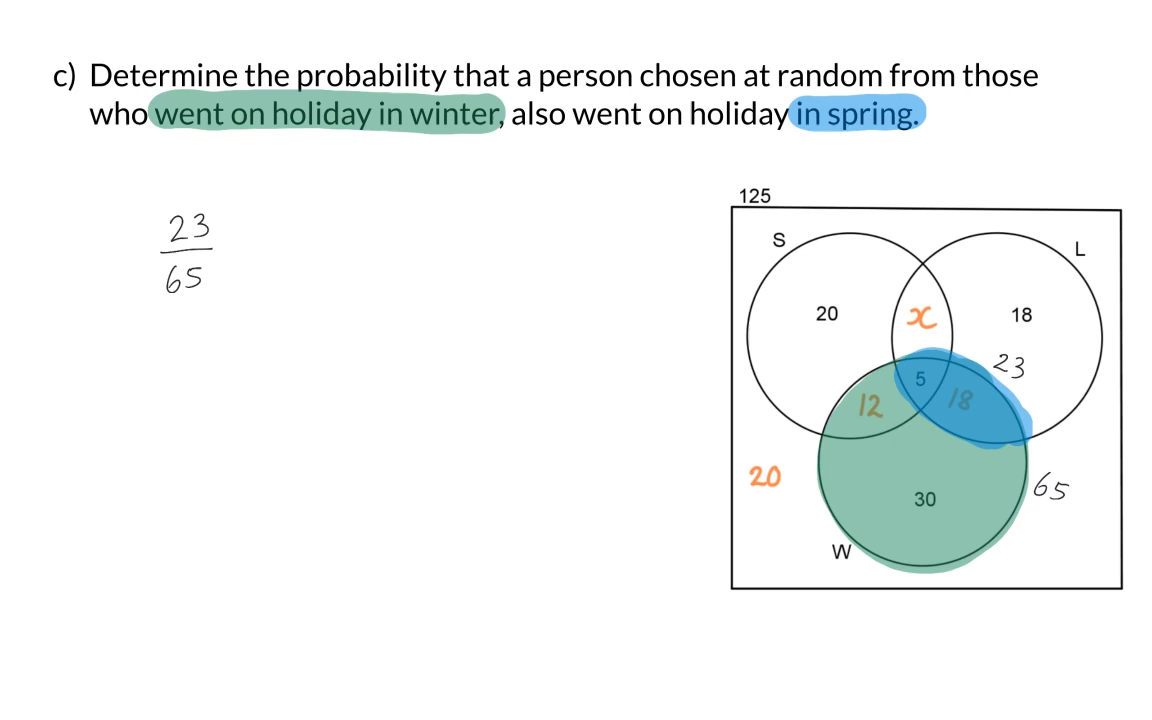 c) Determine the probability that a person chosen at random from those
who went on holiday in winter, also went on holiday in spring.
125
23
65
S
L
20
x
18
23
5
12
18
20
65
30
W